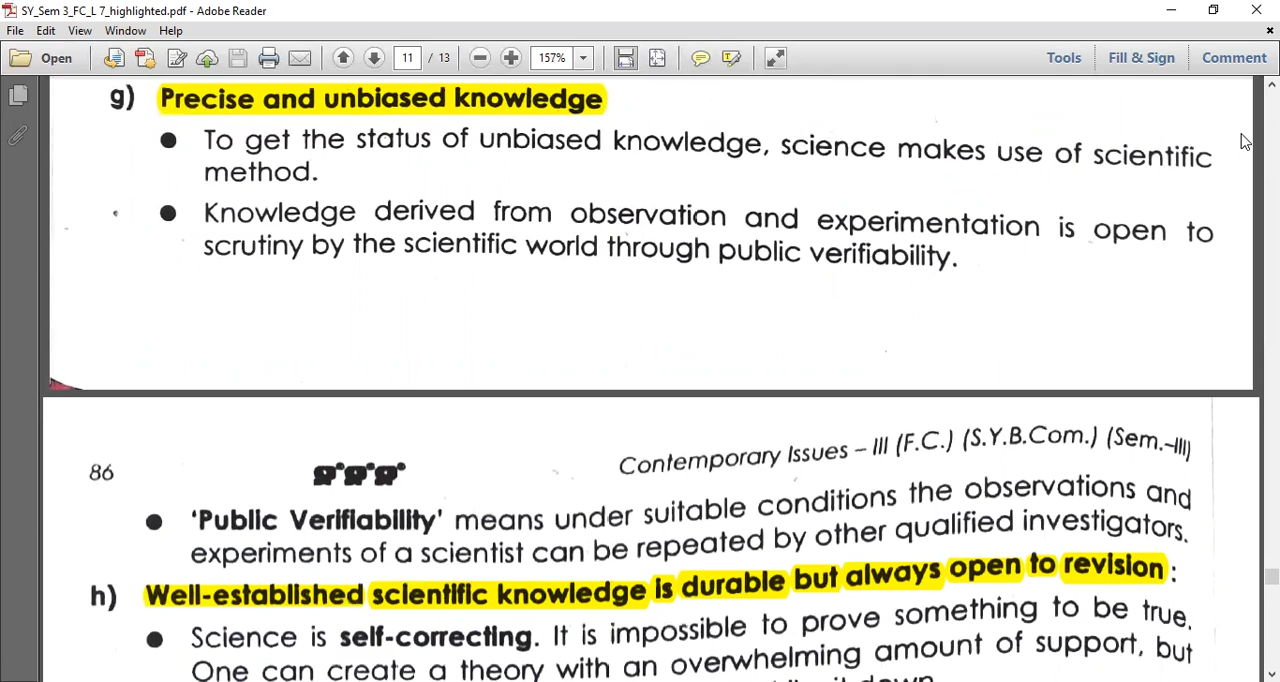 SY_Sem 3_FC_L 7_highlighted.pdf - Adobe Reader
File Edit View Window Help
Open 11 / 13 157% Tools Fill & Sign Comment
g) Precise and unbiased knowledge
● To get the status of unbiased knowledge, science makes use of scientific
method.
● Knowledge derived from observation and experimentation is open to
scrutiny by the scientific world through public verifiability.
86 Contemporary Issues – III (F.C.) (S.Y.B.Com.) (Sem.–III)
● 'Public Verifiability' means under suitable conditions the observations and
experiments of a scientist can be repeated by other qualified investigators.
h) Well-established scientific knowledge is durable but always open to revision :
● Science is self-correcting. It is impossible to prove something to be true.
One can create a theory with an overwhelming amount of support, but
it down